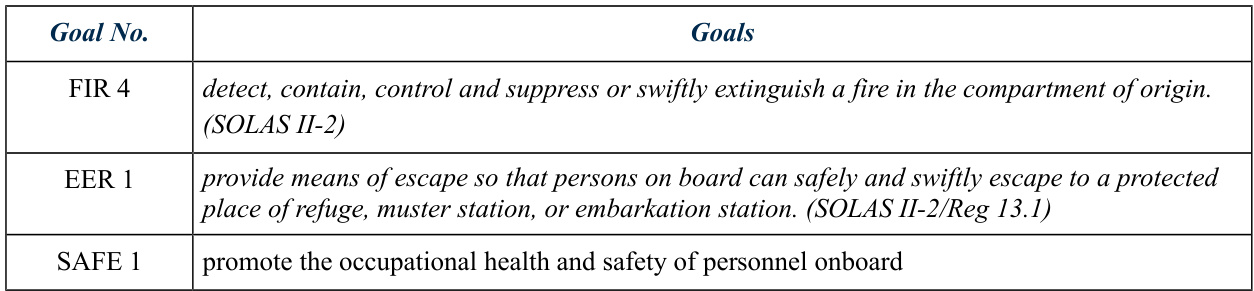 Goal No.
Goals
FIR 4
detect, contain, control and suppress or swiftly extinguish a fire in the compartment of origin.
(SOLAS II-2)
EER 1
provide means of escape so that persons on board can safely and swiftly escape to a protected
place of refuge, muster station, or embarkation station. (SOLAS II-2/Reg 13.1)
SAFE 1
promote the occupational health and safety of personnel onboard